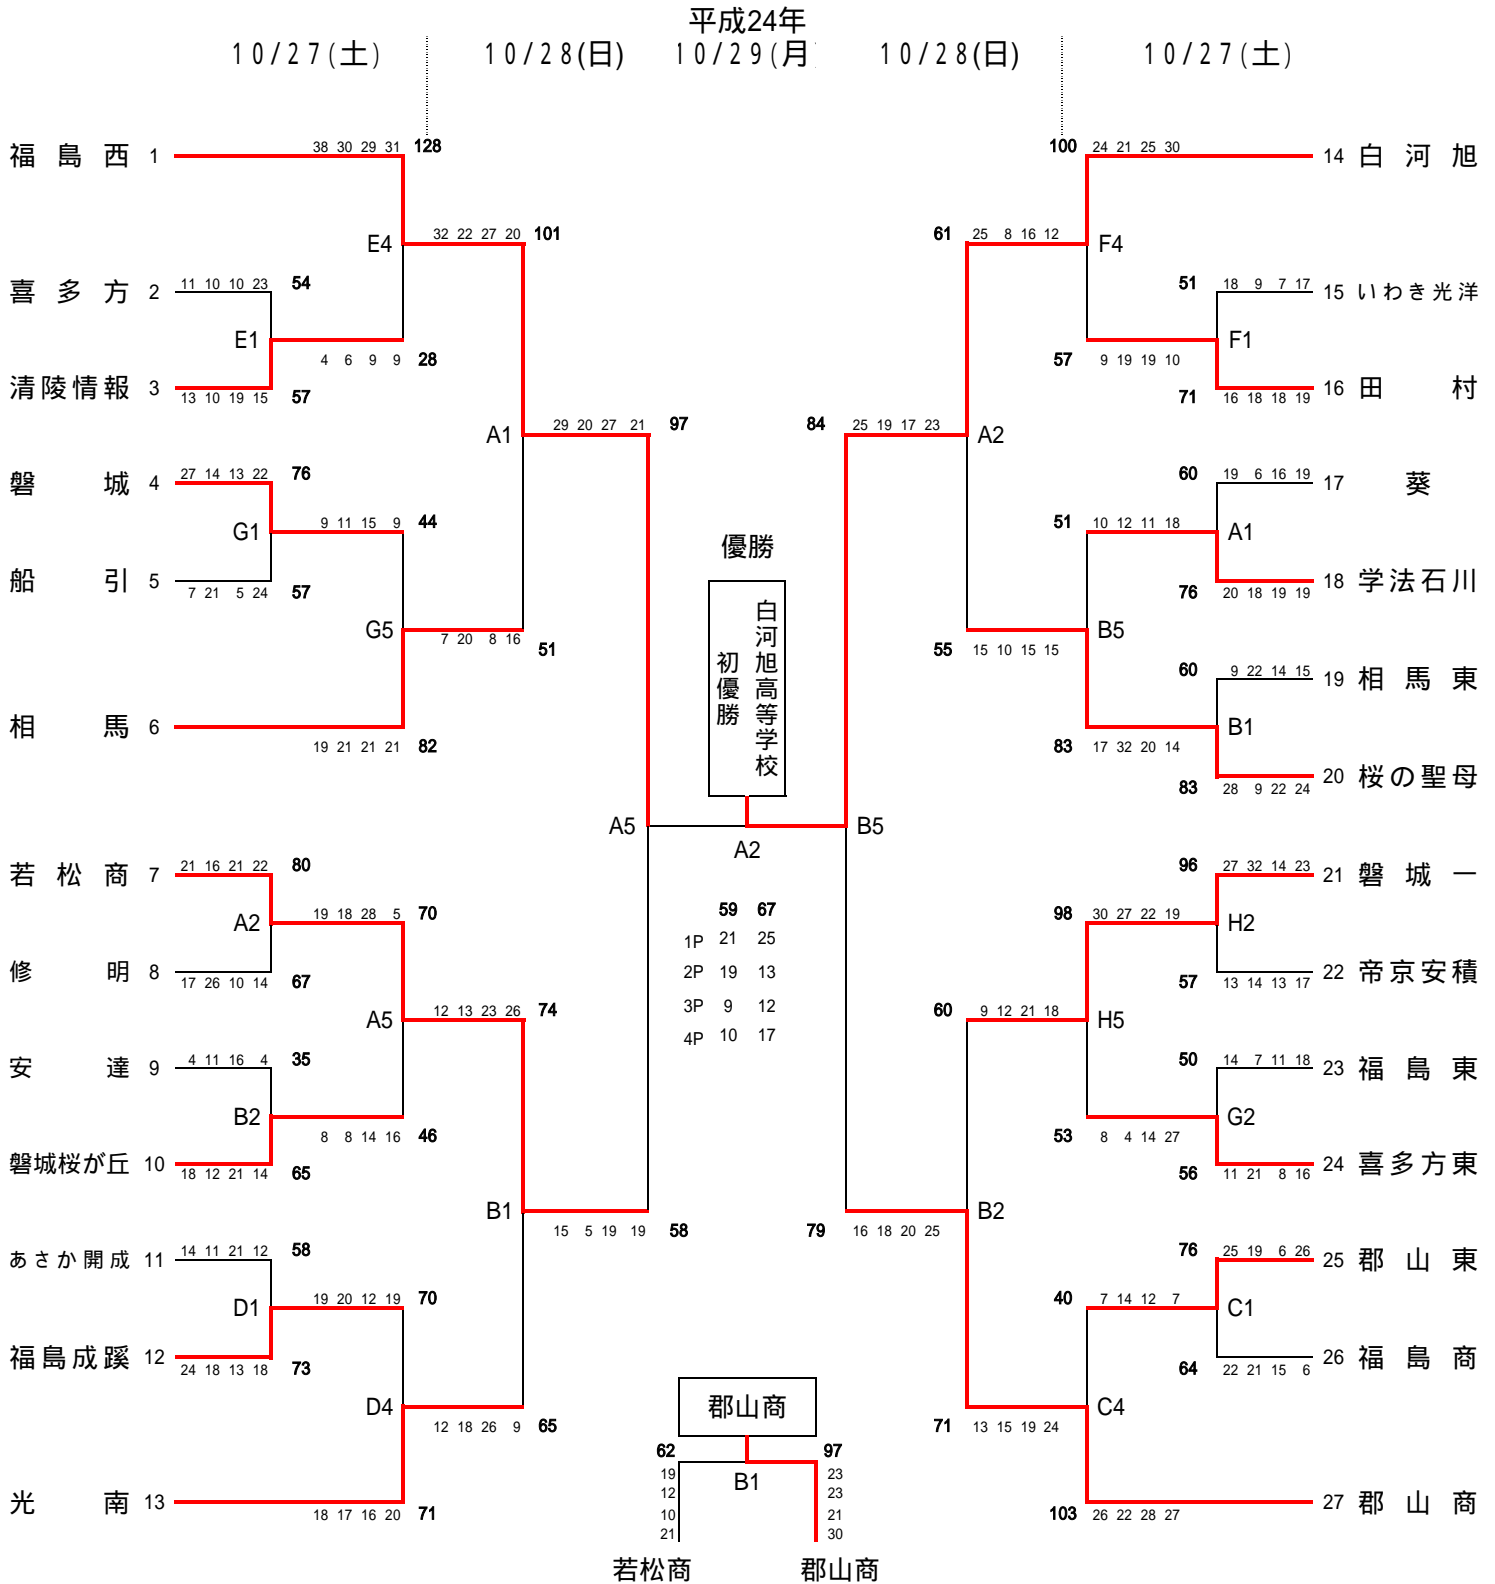 平成24年
10/27(土) 10/28(日) 10/29(月) 10/28(日) 10/27(土)
福島西 1 38 30 29 31 128
E4 32 22 27 20 101
喜多方 2 11 10 10 23 54
E1 4 6 9 9 28
清陵情報 3 13 10 19 15 57
A1 29 20 27 21 97
磐城 4 27 14 13 22 76
G1 9 11 15 9 44
船引 5 7 21 5 24 57
G5 7 20 8 16 51
相馬 6 19 21 21 21 82
A5
若松商 7 21 16 21 22 80
A2 19 18 28 5 70
修明 8 17 26 10 14 67
A5 12 13 23 26 74
安達 9 4 11 16 4 35
B2 8 8 14 16 46
磐城桜が丘 10 18 12 21 14 65
B1 15 5 19 19 58
あさか開成 11 14 11 21 12 58
D1 19 20 12 19 70
福島成蹊 12 24 18 13 18 73
D4 12 18 26 9 65
光南 13 18 17 16 20 71
優勝
白河旭高等学校
初優勝
A2
59 67
1P 21 25
2P 19 13
3P 9 12
4P 10 17
郡山商
62 97
B1
19 23
12 23
10 21
21 30
若松商 郡山商
100 24 21 25 30 14 白河旭
61 25 8 16 12 F4
51 18 9 7 17 15 いわき光洋
57 9 19 19 10 F1
71 16 18 18 19 16 田村
84 25 19 17 23 A2
60 19 6 16 19 17 葵
51 10 12 11 18 A1
76 20 18 19 19 18 学法石川
55 15 10 15 15 B5
60 9 22 14 15 19 相馬東
83 17 32 20 14 B1
83 28 9 22 24 20 桜の聖母
B5
96 27 32 14 23 21 磐城一
98 30 27 22 19 H2
57 13 14 13 17 22 帝京安積
60 9 12 21 18 H5
50 14 7 11 18 23 福島東
53 8 4 14 27 G2
56 11 21 8 16 24 喜多方東
79 16 18 20 25 B2
76 25 19 6 26 25 郡山東
40 7 14 12 7 C1
64 22 21 15 6 26 福島商
71 13 15 19 24 C4
103 26 22 28 27 27 郡山商